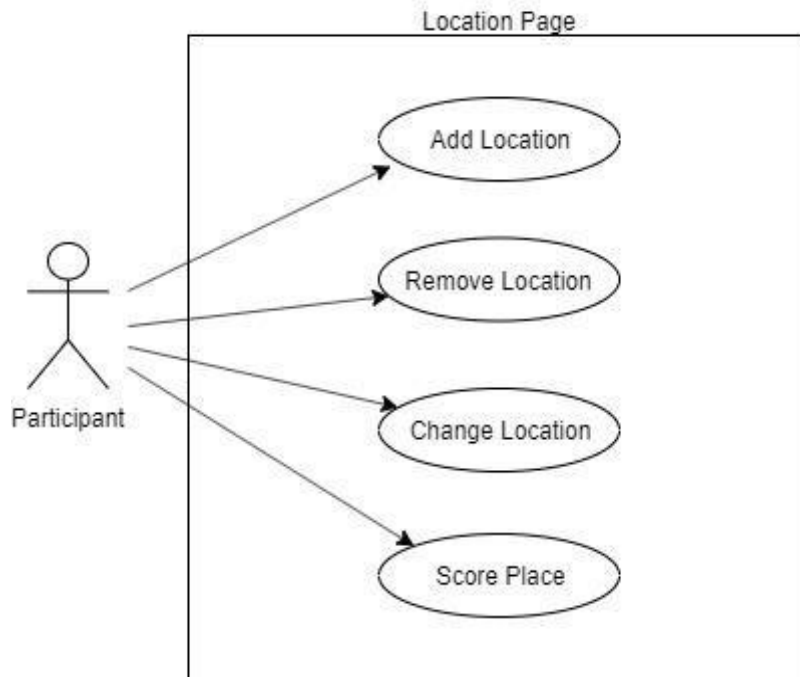 Location Page
Add Location
Remove Location
Change Location
Participant
Score Place